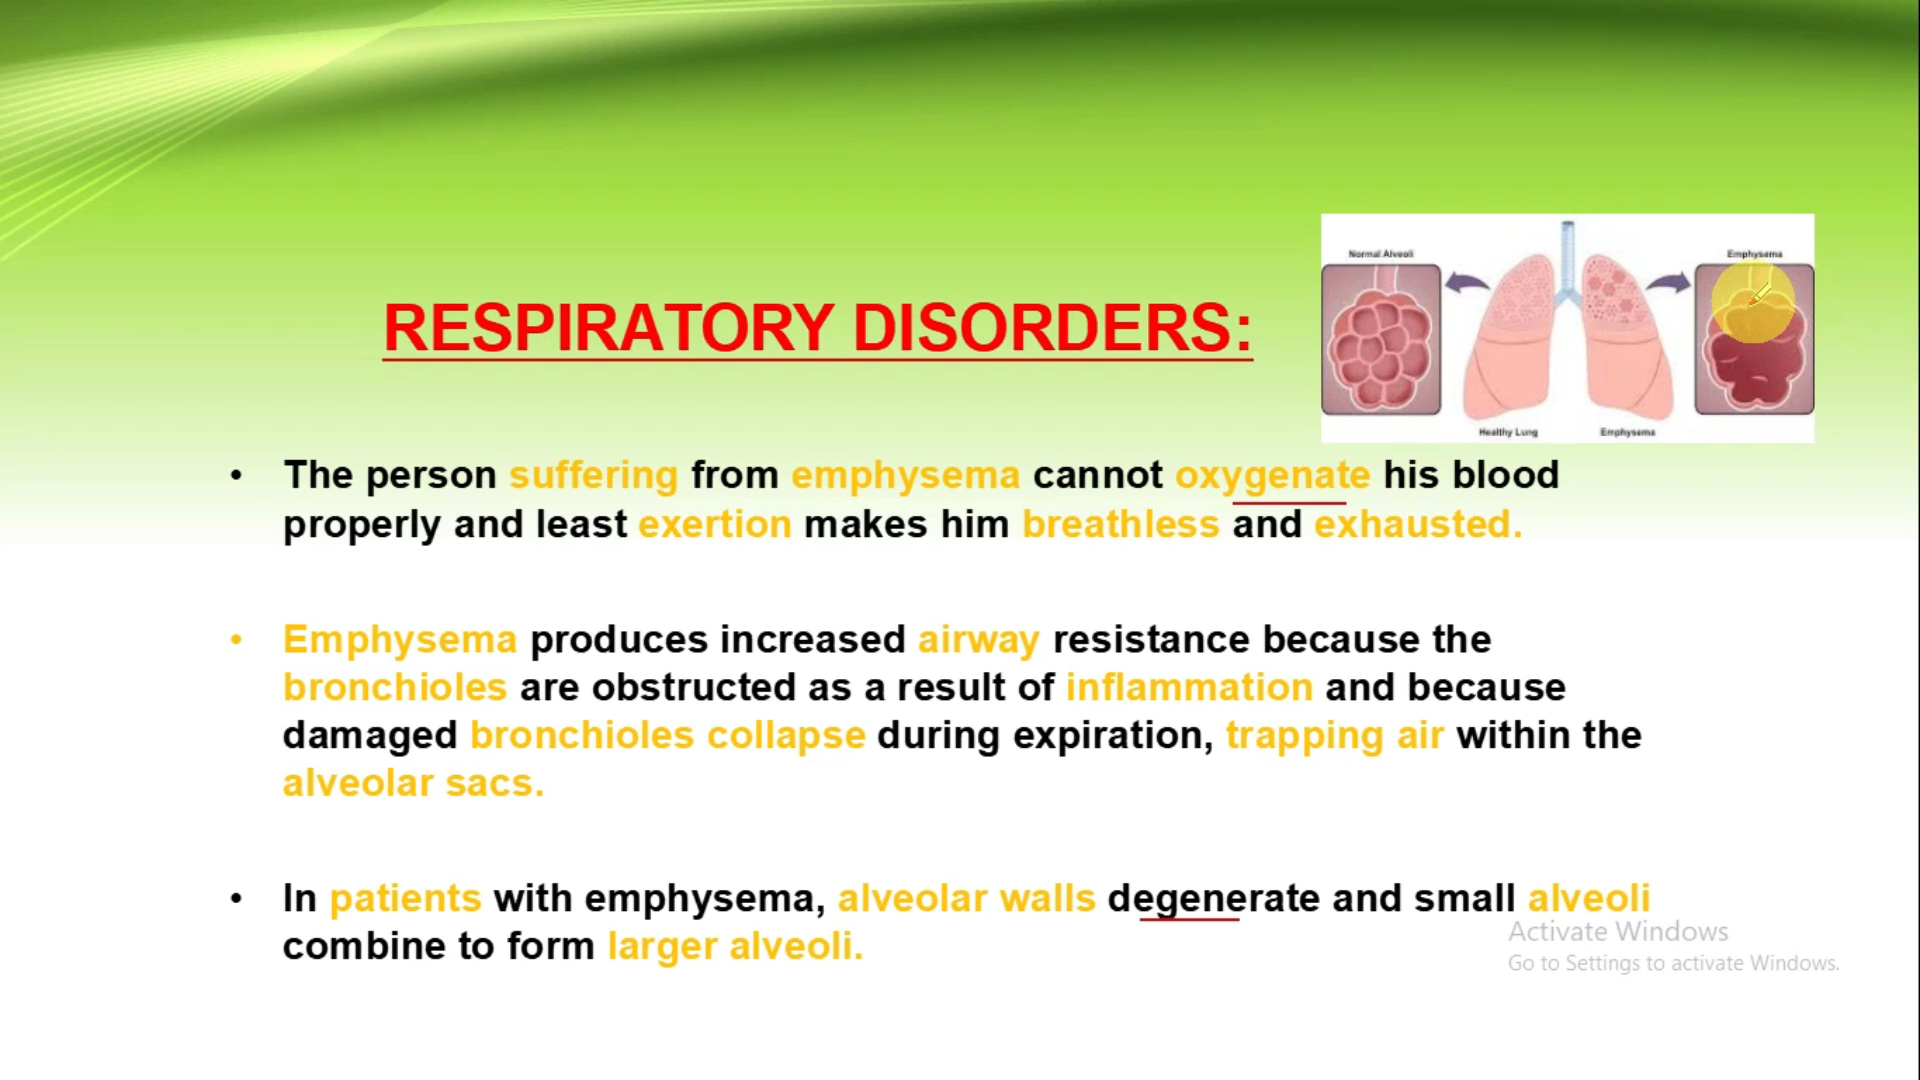 Normal Alveoli
Emphysema
RESPIRATORY DISORDERS:
Healthy Lung
Emphysema
• The person suffering from emphysema cannot oxygenate his blood
properly and least exertion makes him breathless and exhausted.
• Emphysema produces increased airway resistance because the
bronchioles are obstructed as a result of inflammation and because
damaged bronchioles collapse during expiration, trapping air within the
alveolar sacs.
• In patients with emphysema, alveolar walls degenerate and small alveoli
combine to form larger alveoli.
Activate Windows
Go to Settings to activate Windows.